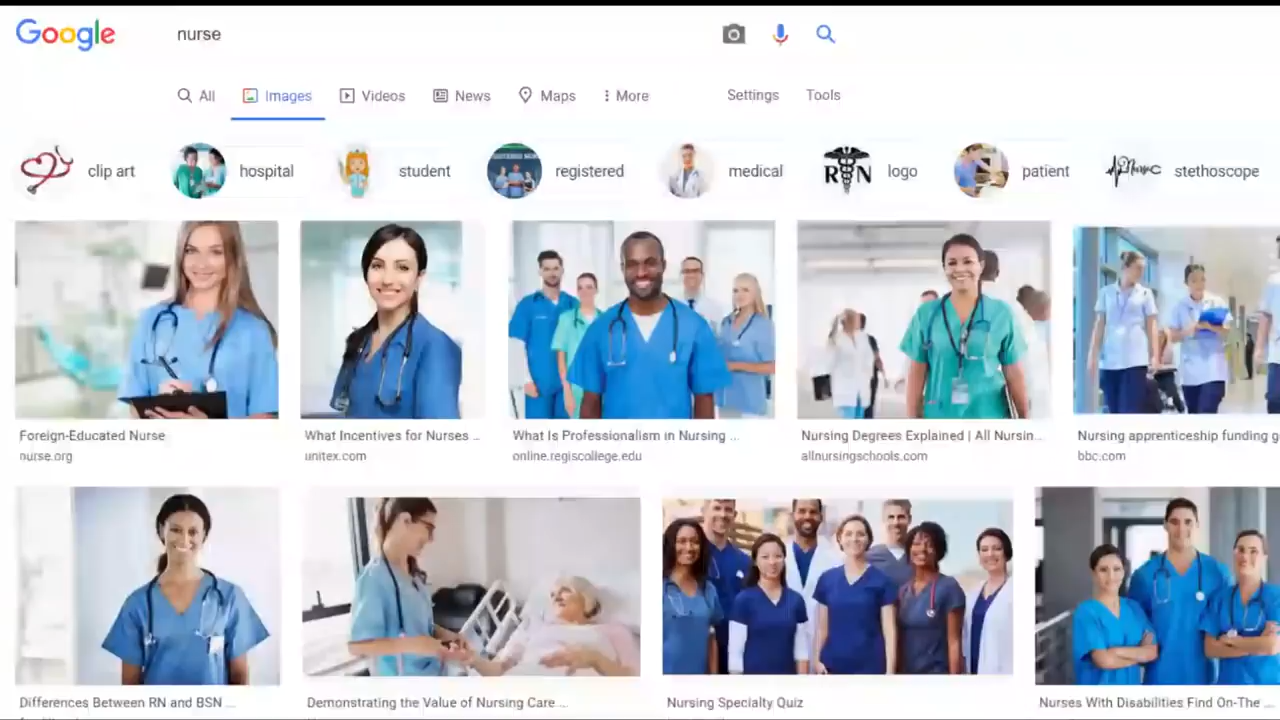 Google
nurse
All
Images
Videos
News
Maps
More
Settings
Tools
clip art
hospital
student
registered
medical
RN
logo
patient
Nurse
stethoscope
Foreign-Educated Nurse
nurse.org
What Incentives for Nurses ...
unitex.com
What Is Professionalism in Nursing ...
online.regiscollege.edu
Nursing Degrees Explained | All Nursin...
allnursingschools.com
Nursing apprenticeship funding g
bbc.com
Differences Between RN and BSN ...
Demonstrating the Value of Nursing Care ...
Nursing Specialty Quiz
Nurses With Disabilities Find On-The ...